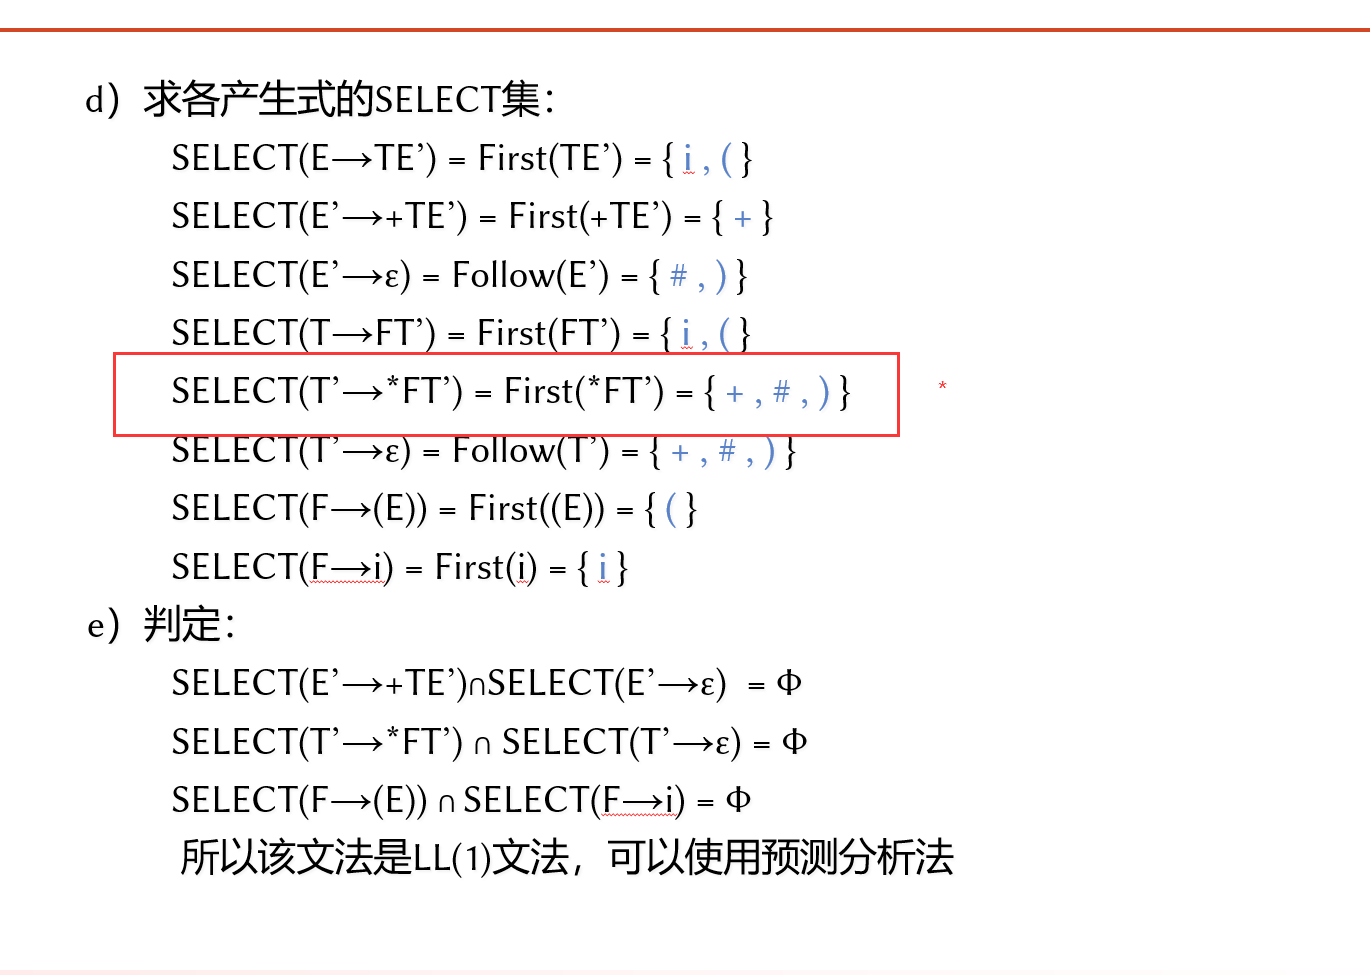 d）求各产生式的SELECT集：
SELECT(E⟶TE’) = First(TE’) = { i , ( }
SELECT(E’⟶+TE’) = First(+TE’) = { + }
SELECT(E’⟶ε) = Follow(E’) = { # , ) }
SELECT(T⟶FT’) = First(FT’) = { i , ( }
SELECT(T’⟶*FT’) = First(*FT’) = { + , # , ) } *
SELECT(T’⟶ε) = Follow(T’) = { + , # , ) }
SELECT(F⟶(E)) = First((E)) = { ( }
SELECT(F⟶i) = First(i) = { i }
e）判定：
SELECT(E’⟶+TE’)∩SELECT(E’⟶ε) = Φ
SELECT(T’⟶*FT’) ∩ SELECT(T’⟶ε) = Φ
SELECT(F⟶(E)) ∩ SELECT(F⟶i) = Φ
所以该文法是LL(1)文法，可以使用预测分析法